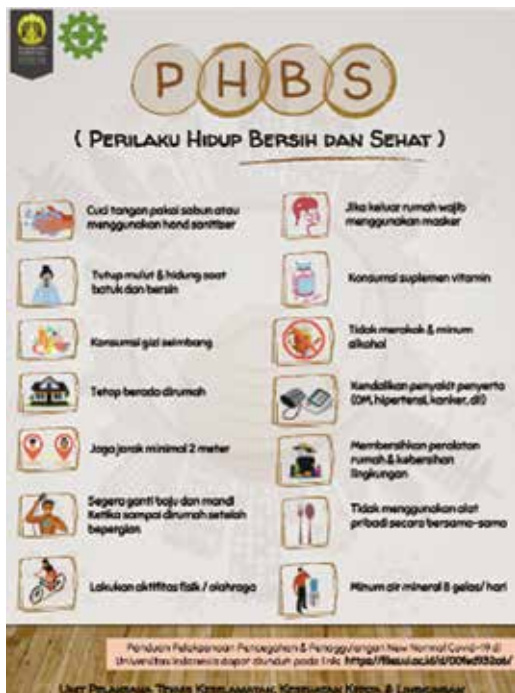 PHBS
( PERILAKU HIDUP BERSIH DAN SEHAT )
Cuci tangan pakai sabun atau
menggunakan hand sanitizer
Tutup mulut & hidung saat
batuk dan bersin
Konsumsi gizi seimbang
Tetap berada dirumah
Jaga jarak minimal 2 meter
Segera ganti baju dan mandi
Ketika sampai dirumah setelah
bepergian
Lakukan aktifitas fisik / olahraga
Jika keluar rumah wajib
menggunakan masker
Konsumsi suplemen vitamin
Tidak merokok & minum
alkohol
Kendalikan penyakit penyerta
(DM, hipertensi, kanker, dll)
Membersihkan peralatan
rumah & kebersihan
lingkungan
Tidak menggunakan alat
pribadi secara bersama-sama
Minum air mineral 8 gelas/ hari
Panduan Pelaksanaan Pencegahan & Penanggulangan New Normal Covid-19 di
Universitas Indonesia dapat diunduh pada link: